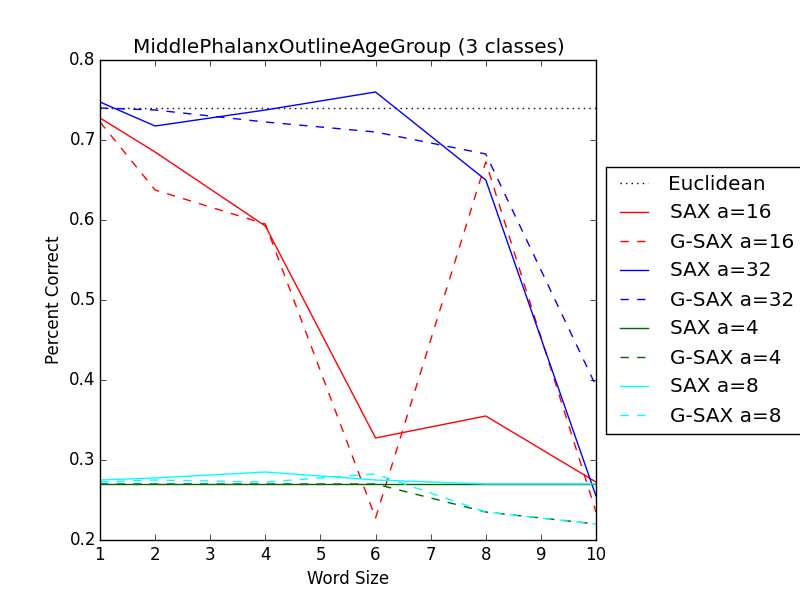 MiddlePhalanxOutlineAgeGroup (3 classes)
0.8
0.7
0.6
0.5
0.4
0.3
0.2
Percent Correct
1 2 3 4 5 6 7 8 9 10
Word Size
Euclidean
SAX a=16
G-SAX a=16
SAX a=32
G-SAX a=32
SAX a=4
G-SAX a=4
SAX a=8
G-SAX a=8